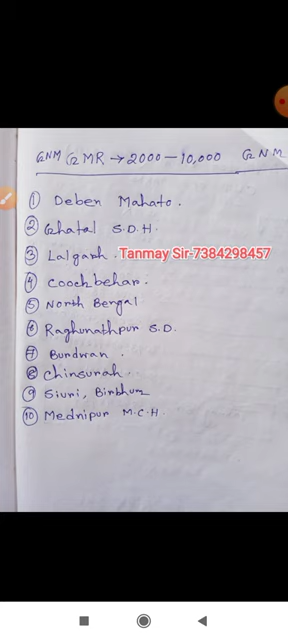 GNM GMR → 2000 – 10,000 GNM
① Deben Mahato.
② Ghatal S.D.H.
③ Lalgarh. Tanmay Sir-7384298457
④ Coochbehar.
⑤ North Bengal
⑥ Raghunathpur S.D.
⑦ Burdwan.
⑧ Chinsurah.
⑨ Siuri, Birbhum
⑩ Mednipur M.C.H.